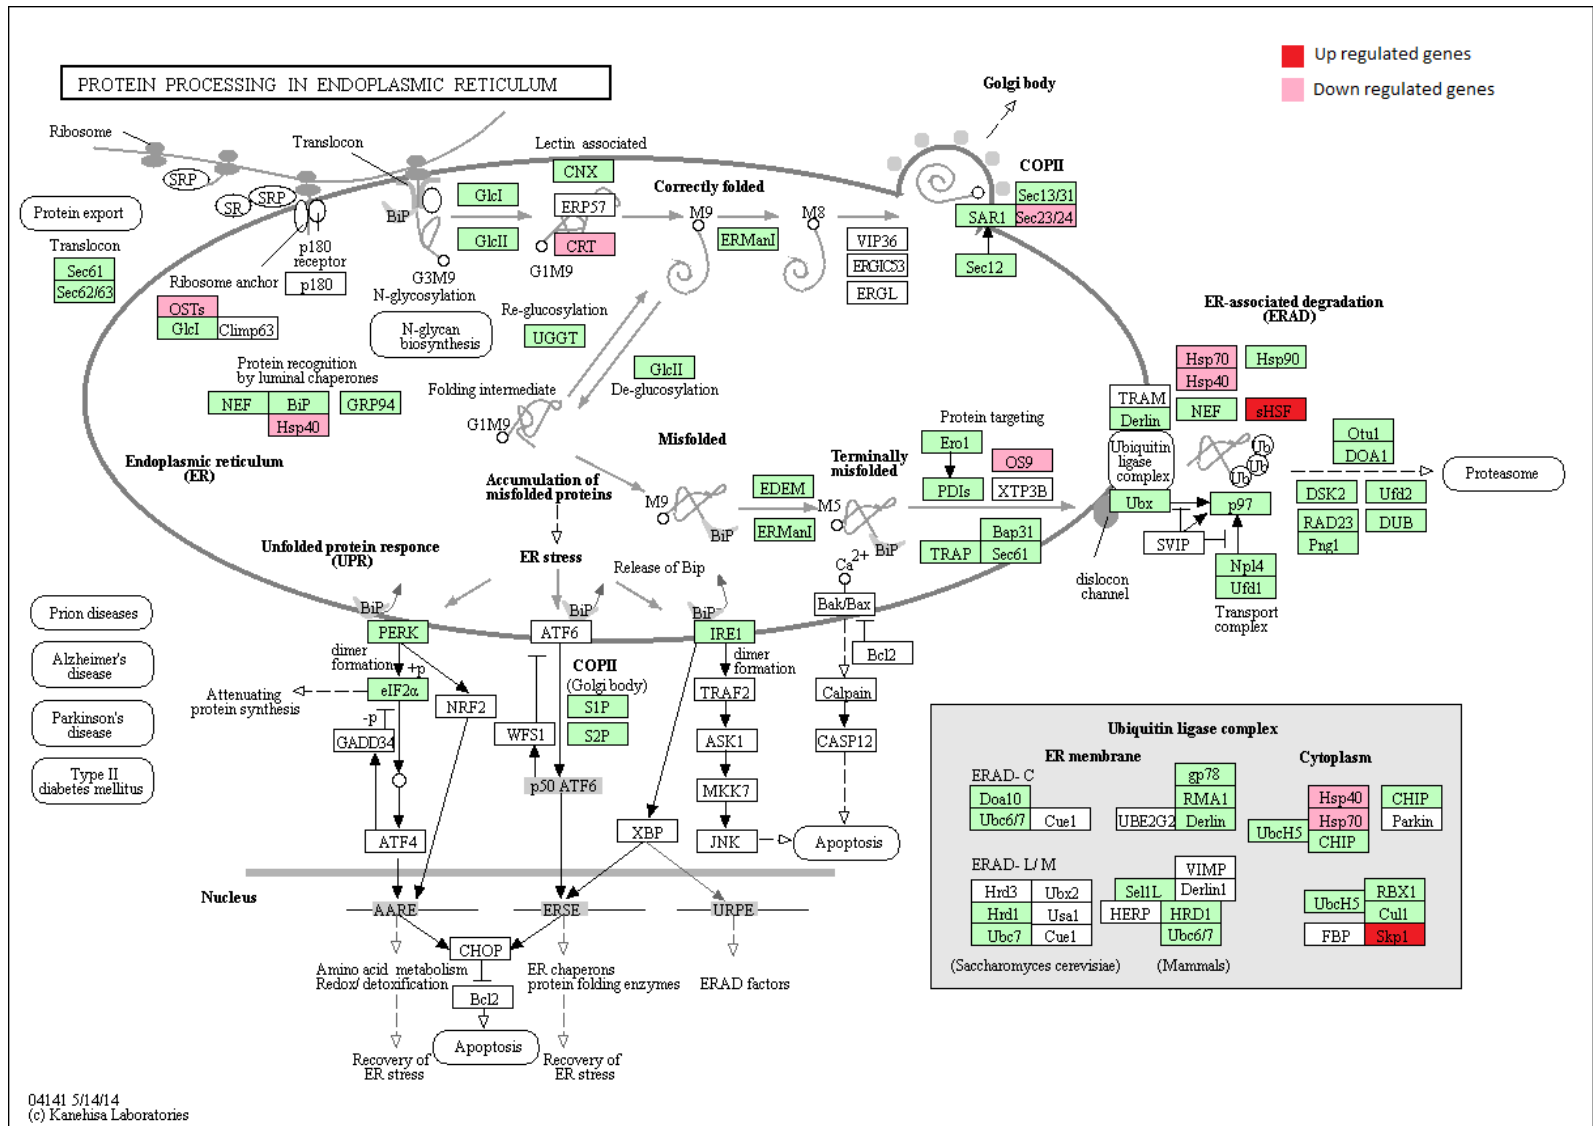 Up regulated genes
Down regulated genes
PROTEIN PROCESSING IN ENDOPLASMIC RETICULUM
Golgi body
Ribosome
Translocon
Lectin associated
COPII
SRP
SR
SRP
BiP
GlcI
GlcII
CNX
ERP57
CRT
G1M9
Correctly folded
M9
ERManI
M8
VIP36
ERGIC53
ERGL
Sec13/31
SAR1
Sec23/24
Sec12
Protein export
Translocon
Sec61
Sec62/63
p180
receptor
p180
Ribosome anchor
OSTs
GlcI
Climp63
G3M9
N-glycosylation
N-glycan
biosynthesis
Re-glucosylation
UGGT
GlcII
De-glucosylation
Protein recognition
by luminal chaperones
NEF
BiP
GRP94
Hsp40
Folding intermediate
G1M9
Endoplasmic reticulum
(ER)
Misfolded
Accumulation of
misfolded proteins
M9
BiP
EDEM
ERManI
Terminally
misfolded
M5
BiP
Protein targeting
Ero1
PDIs
OS9
XTP3B
Bap31
TRAP
Sec61
ER-associated degradation
(ERAD)
Hsp70
Hsp40
Hsp90
NEF
sHSF
TRAM
Derlin
Ubiquitin
ligase
complex
Ubx
Ub
Ub
Ub
p97
SVIP
Npl4
Ufd1
Transport
complex
dislocon
channel
Otu1
DOA1
DSK2
Ufd2
RAD23
DUB
Png1
Proteasome
Unfolded protein responce
(UPR)
ER stress
Release of Bip
Ca2+
Bak/Bax
Bcl2
Calpain
CASP12
Apoptosis
BiP
BiP
BiP
PERK
ATF6
IRE1
Prion diseases
Alzheimer's
disease
Parkinson's
disease
Type II
diabetes mellitus
dimer
formation
+p
Attenuating
protein synthesis
eIF2α
-p
GADD34
NRF2
ATF4
COPII
(Golgi body)
S1P
S2P
WFS1
p50 ATF6
dimer
formation
TRAF2
ASK1
MKK7
JNK
XBP
Nucleus
AARE
ERSE
URPE
CHOP
Bcl2
Apoptosis
Amino acid metabolism
Redox/detoxification
ER chaperons
protein folding enzymes
ERAD factors
Recovery of
ER stress
Recovery of
ER stress
Ubiquitin ligase complex
ER membrane
Cytoplasm
ERAD- C
Doa10
Ubc6/7
Cue1
gp78
RMA1
UBE2G2
Derlin
Hsp40
Hsp70
UbcH5
CHIP
CHIP
Parkin
ERAD- L/ M
Hrd3
Ubx2
Hrd1
Usa1
Ubc7
Cue1
VIMP
Sel1L
Derlin1
HERP
HRD1
Ubc6/7
UbcH5
RBX1
Cul1
FBP
Skp1
(Saccharomyces cerevisiae)
(Mammals)
04141 5/14/14
(c) Kanehisa Laboratories